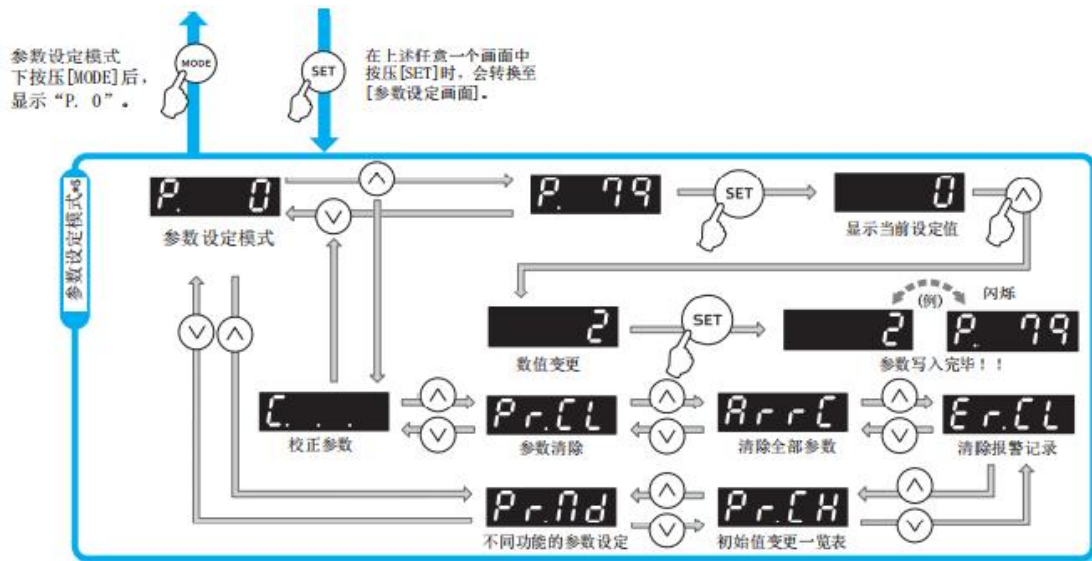 参数设定模式
下按压[MODE]后，
显示“P. 0”。
MODE
SET
在上述任意一个画面中
按压[SET]时，会转换至
[参数设定画面]。
参数设定模式*6
P. 0
参数设定模式
P. 79
SET
0
显示当前设定值
2
数值变更
SET
(例)
闪烁
2
P. 79
参数写入完毕！！
C. . .
校正参数
Pr.CL
参数清除
ArrC
清除全部参数
Er.CL
清除报警记录
Pr.nd
不同功能的参数设定
Pr.CH
初始值变更一览表